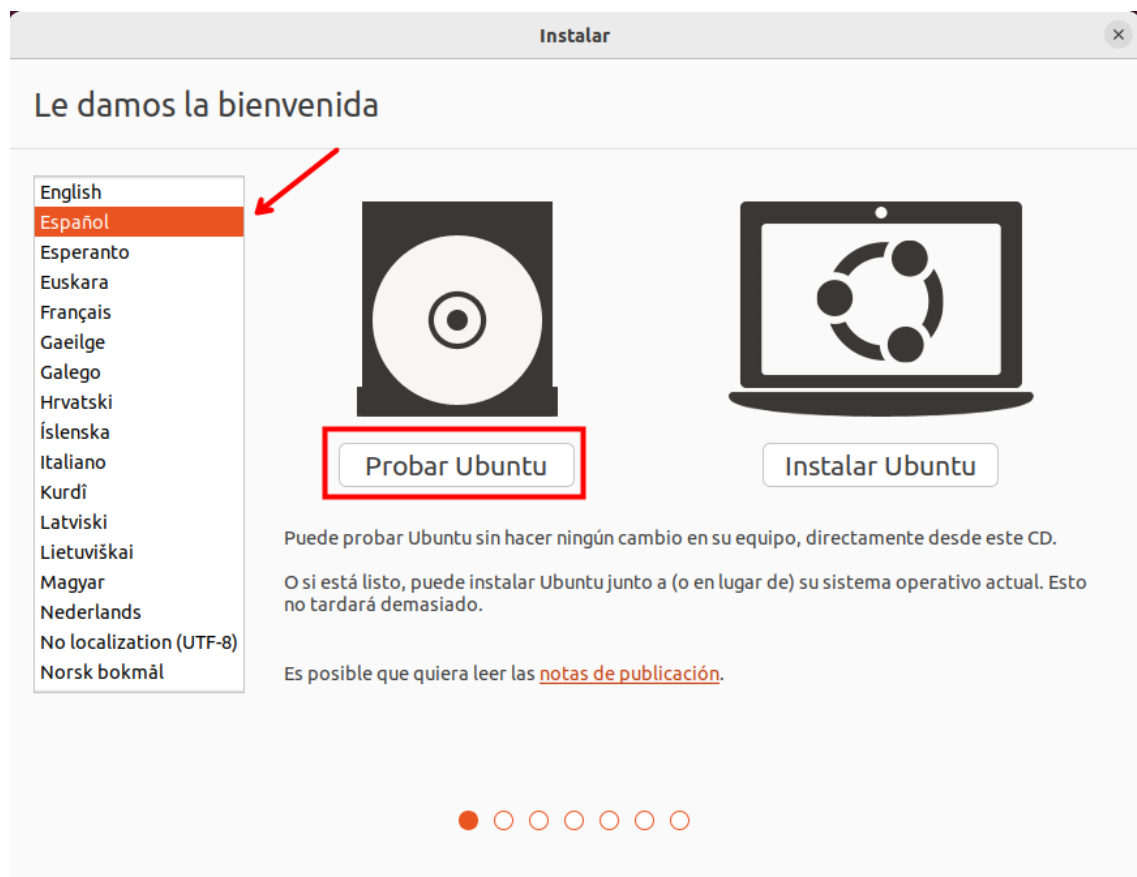 Instalar
Le damos la bienvenida
English
Español
Esperanto
Euskara
Français
Gaeilge
Galego
Hrvatski
Íslenska
Italiano
Kurdî
Latviski
Lietuviškai
Magyar
Nederlands
No localization (UTF-8)
Norsk bokmål
Probar Ubuntu
Instalar Ubuntu
Puede probar Ubuntu sin hacer ningún cambio en su equipo, directamente desde este CD.
O si está listo, puede instalar Ubuntu junto a (o en lugar de) su sistema operativo actual. Esto
no tardará demasiado.
Es posible que quiera leer las notas de publicación.